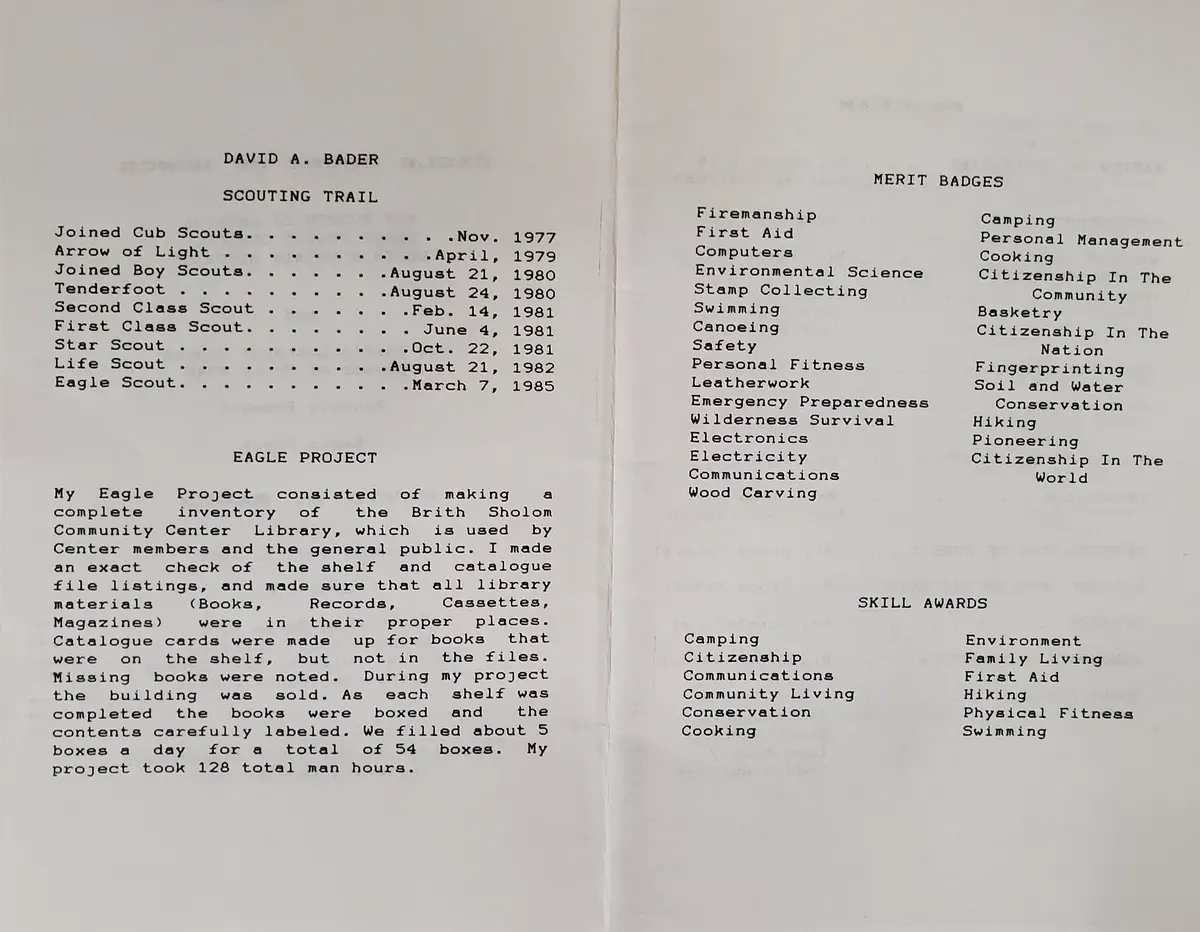 DAVID A. BADER
SCOUTING TRAIL
Joined Cub Scouts. . . . . . . . . . .Nov. 1977
Arrow of Light . . . . . . . . . . .April, 1979
Joined Boy Scouts. . . . . . . .August 21, 1980
Tenderfoot . . . . . . . . . . .August 24, 1980
Second Class Scout . . . . . . . .Feb. 14, 1981
First Class Scout. . . . . . . . . June 4, 1981
Star Scout . . . . . . . . . . . .Oct. 22, 1981
Life Scout . . . . . . . . . . .August 21, 1982
Eagle Scout. . . . . . . . . . . .March 7, 1985
EAGLE PROJECT
My Eagle Project consisted of making a
complete inventory of the Brith Sholom
Community Center Library, which is used by
Center members and the general public. I made
an exact check of the shelf and catalogue
file listings, and made sure that all library
materials (Books, Records, Cassettes,
Magazines) were in their proper places.
Catalogue cards were made up for books that
were on the shelf, but not in the files.
Missing books were noted. During my project
the building was sold. As each shelf was
completed the books were boxed and the
contents carefully labeled. We filled about 5
boxes a day for a total of 54 boxes. My
project took 128 total man hours.
MERIT BADGES
Firemanship
First Aid
Computers
Environmental Science
Stamp Collecting
Swimming
Canoeing
Safety
Personal Fitness
Leatherwork
Emergency Preparedness
Wilderness Survival
Electronics
Electricity
Communications
Wood Carving
Camping
Personal Management
Cooking
Citizenship In The
Community
Basketry
Citizenship In The
Nation
Fingerprinting
Soil and Water
Conservation
Hiking
Pioneering
Citizenship In The
World
SKILL AWARDS
Camping
Citizenship
Communications
Community Living
Conservation
Cooking
Environment
Family Living
First Aid
Hiking
Physical Fitness
Swimming